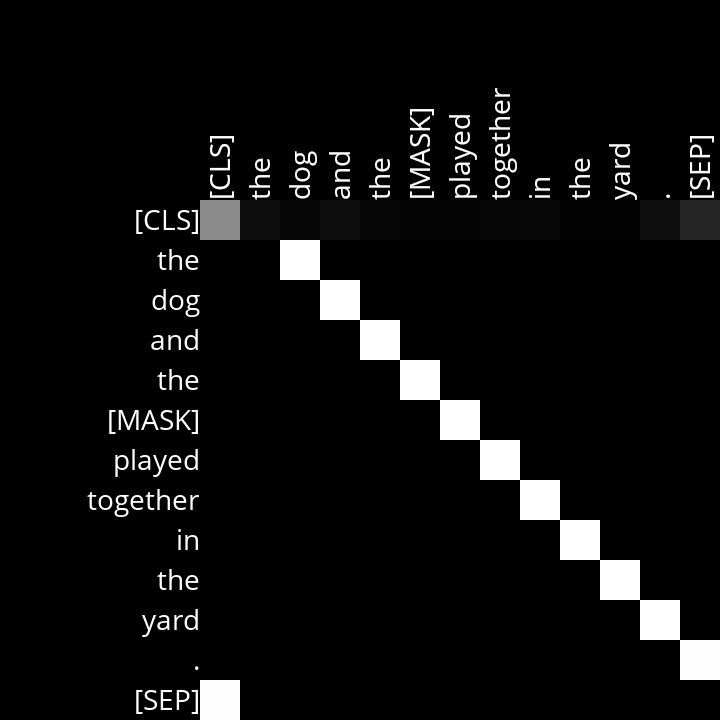 [CLS] the dog and the [MASK] played together in the yard . [SEP]
[CLS]
the
dog
and
the
[MASK]
played
together
in
the
yard
.
[SEP]